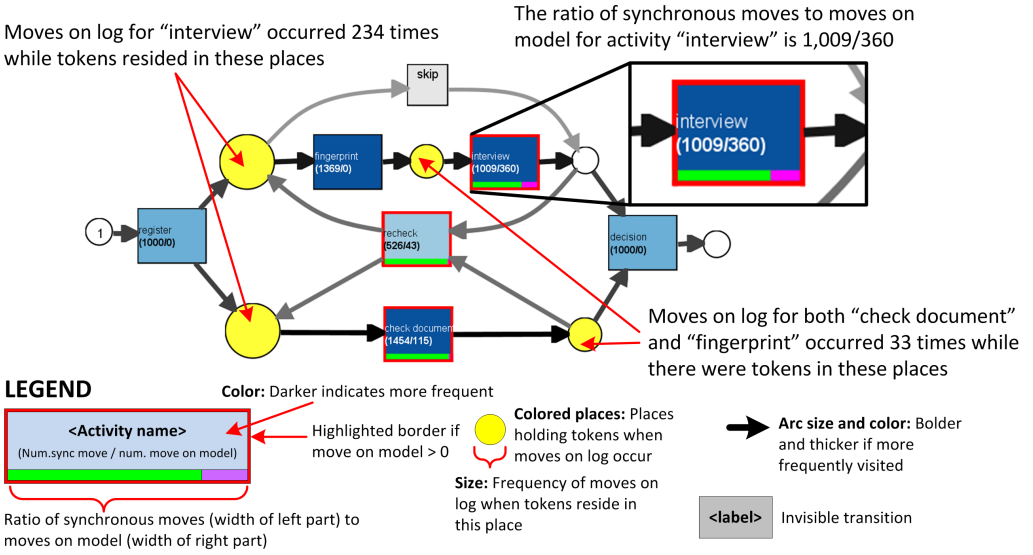 Moves on log for “interview” occurred 234 times
while tokens resided in these places
The ratio of synchronous moves to moves on
model for activity “interview” is 1,009/360
skip
fingerprint
(1369/0)
interview
(1009/360)
interview
(1009/360)
1
register
(1000/0)
recheck
(526/43)
decision
(1000/0)
check document
(1454/115)
Moves on log for both “check document”
and “fingerprint” occurred 33 times while
there were tokens in these places
LEGEND
Color: Darker indicates more frequent
<Activity name>
(Num.sync move / num. move on model)
Highlighted border if
move on model > 0
Ratio of synchronous moves (width of left part) to
moves on model (width of right part)
Colored places: Places
holding tokens when
moves on log occur
Size: Frequency of moves on
log when tokens reside in
this place
Arc size and color: Bolder
and thicker if more
frequently visited
<label>
Invisible transition